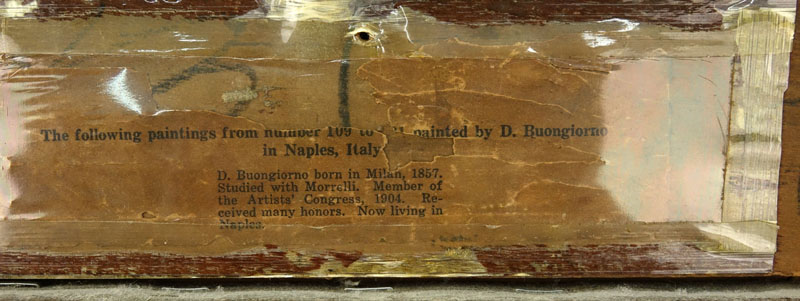 The following paintings from number 109 to painted by D. Buongiorno
in Naples, Italy
D. Buongiorno born in Milan, 1857.
Studied with Morrelli. Member of
the Artists' Congress, 1904. Re-
ceived many honors. Now living in
Naples.